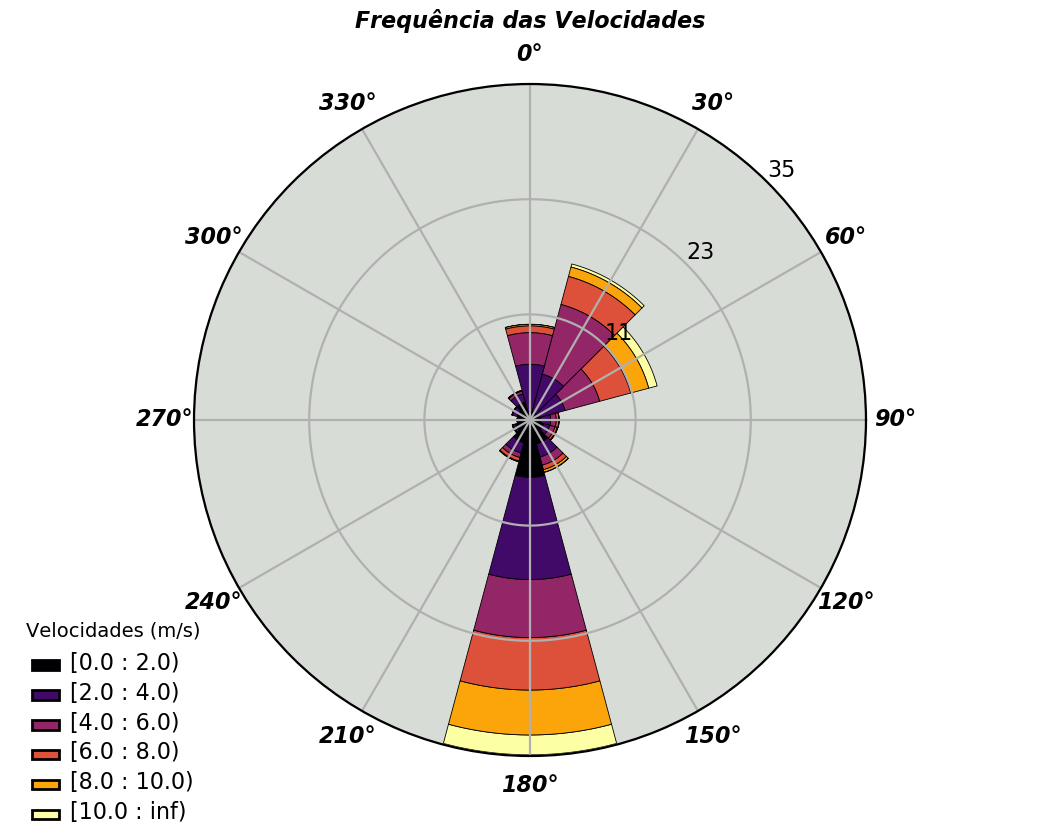 Frequência das Velocidades
0°
330°
30°
35
300°
60°
23
11
270°
90°
240°
120°
210°
150°
180°
Velocidades (m/s)
[0.0 : 2.0)
[2.0 : 4.0)
[4.0 : 6.0)
[6.0 : 8.0)
[8.0 : 10.0)
[10.0 : inf)